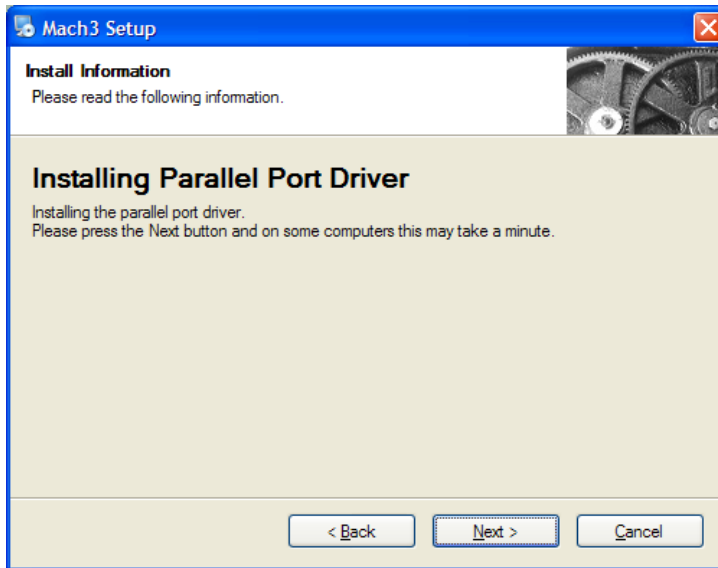 Mach3 Setup
Install Information
Please read the following information.
Installing Parallel Port Driver
Installing the parallel port driver.
Please press the Next button and on some computers this may take a minute.
< Back
Next >
Cancel